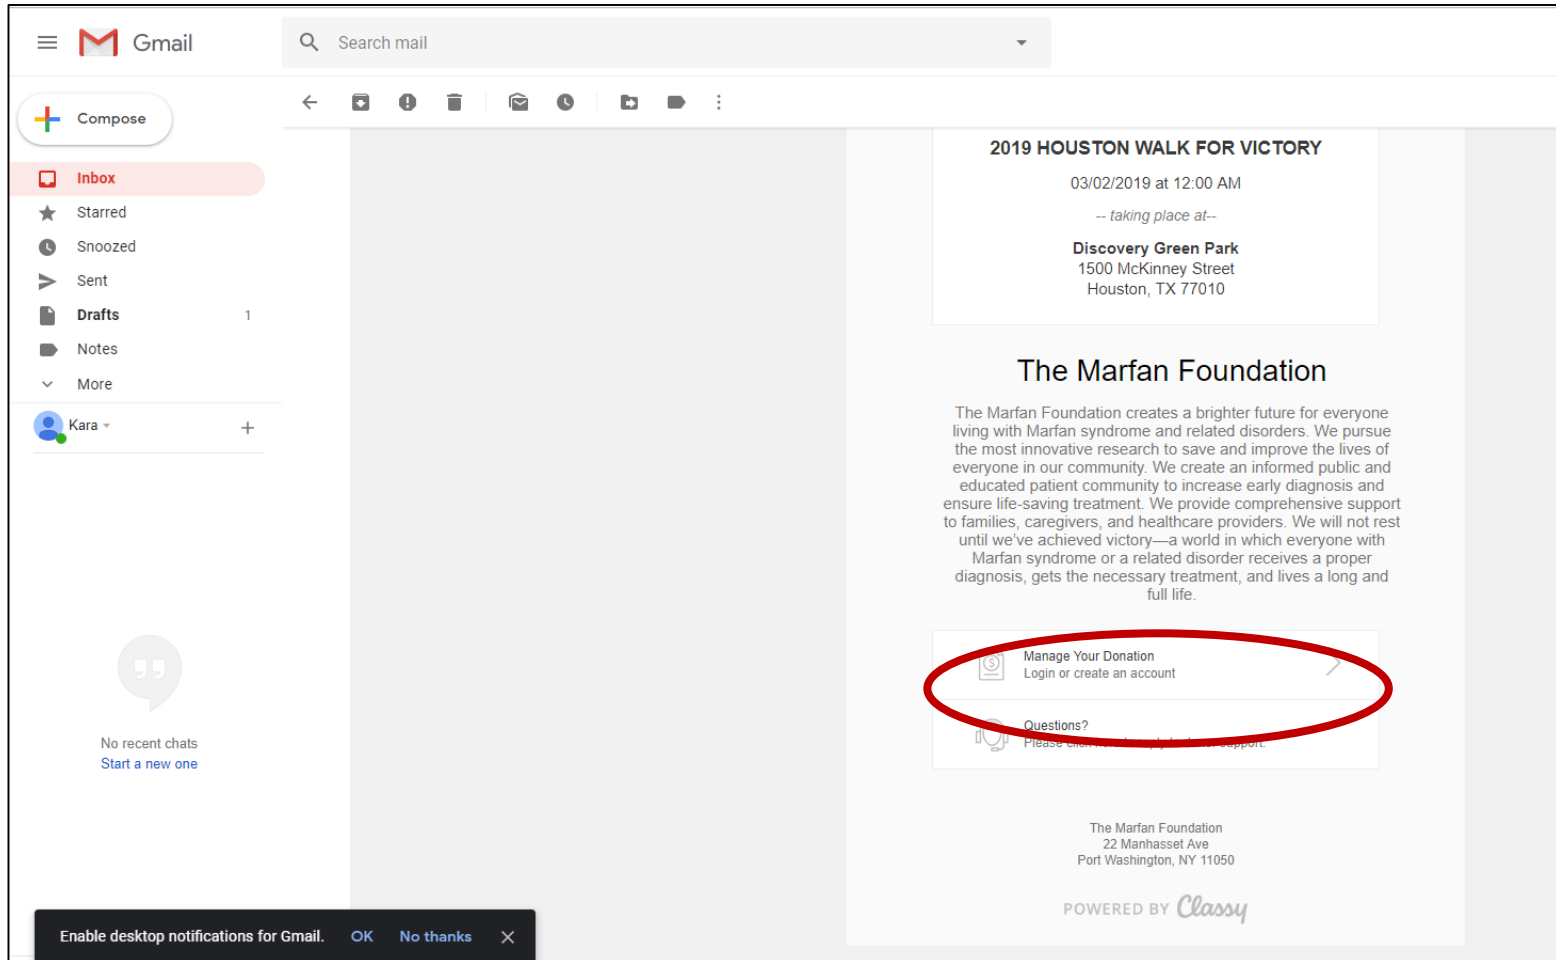 Gmail
Search mail
Compose
Inbox
Starred
Snoozed
Sent
Drafts 1
Notes
More
Kara
No recent chats
Start a new one
Enable desktop notifications for Gmail. OK No thanks
2019 HOUSTON WALK FOR VICTORY
03/02/2019 at 12:00 AM
-- taking place at--
Discovery Green Park
1500 McKinney Street
Houston, TX 77010
The Marfan Foundation
The Marfan Foundation creates a brighter future for everyone
living with Marfan syndrome and related disorders. We pursue
the most innovative research to save and improve the lives of
everyone in our community. We create an informed public and
educated patient community to increase early diagnosis and
ensure life-saving treatment. We provide comprehensive support
to families, caregivers, and healthcare providers. We will not rest
until we've achieved victory—a world in which everyone with
Marfan syndrome or a related disorder receives a proper
diagnosis, gets the necessary treatment, and lives a long and
full life.
Manage Your Donation
Login or create an account
Questions?
Please click support.
The Marfan Foundation
22 Manhasset Ave
Port Washington, NY 11050
POWERED BY Classy